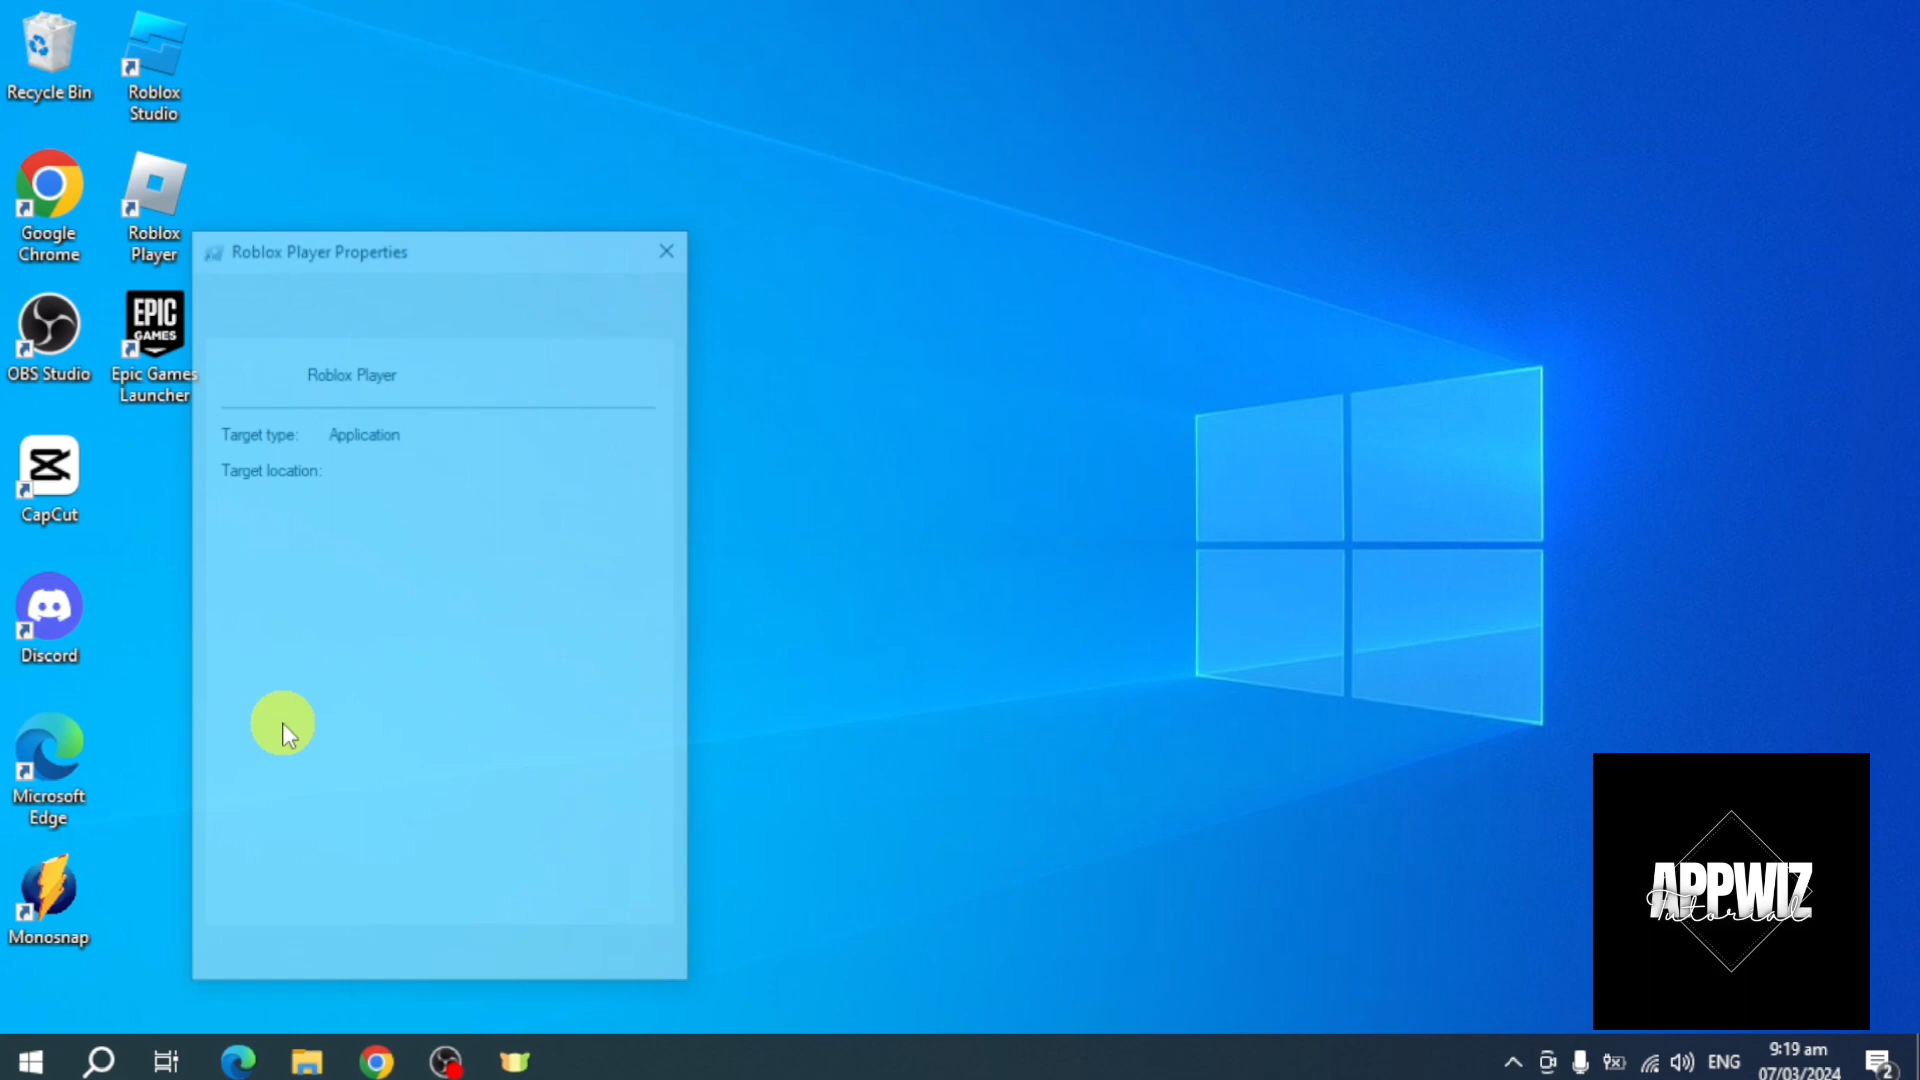 Recycle Bin
Roblox
Studio
Google
Chrome
Roblox
Player
OBS Studio
EPIC
GAMES
Epic Games
Launcher
CapCut
Discord
Microsoft
Edge
Monosnap
Roblox Player Properties
Roblox Player
Target type: Application
Target location:
APPWIZ
Tutorial
ENG
9:19 am
07/03/2024
2